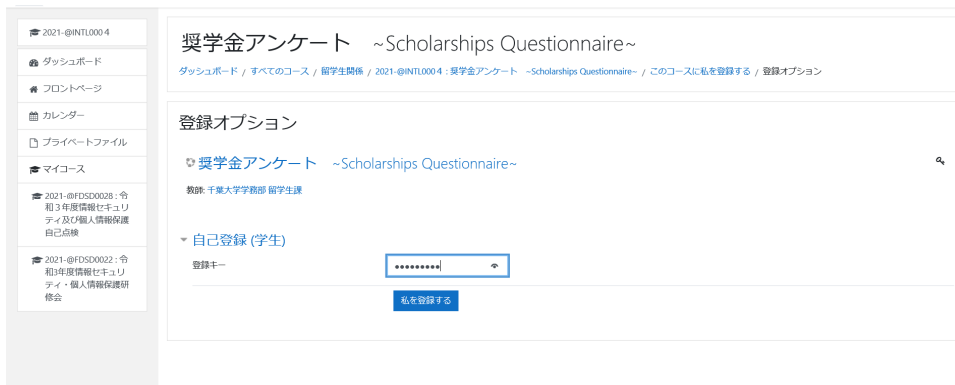 2021-@INTL000４
ダッシュボード
フロントページ
カレンダー
プライベートファイル
マイコース
2021-@FDSD0028 : 令
和３年度情報セキュリ
ティ及び個人情報保護
自己点検
2021-@FDSD0022 : 令
和3年度情報セキュリ
ティ・個人情報保護研
修会
奨学金アンケート　~Scholarships Questionnaire~
ダッシュボード / すべてのコース / 留学生関係 / 2021-@INTL000４ : 奨学金アンケート　~Scholarships Questionnaire~ / このコースに私を登録する / 登録オプション
登録オプション
奨学金アンケート　~Scholarships Questionnaire~
教師: 千葉大学学務部 留学生課
自己登録 (学生)
登録キー
•••••••••
私を登録する